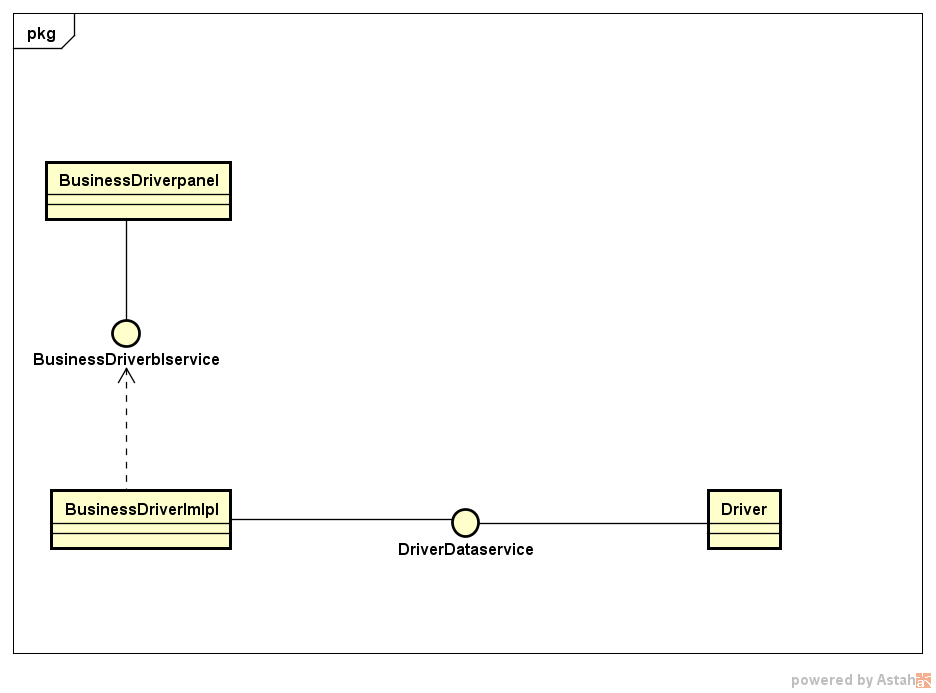 pkg
BusinessDriverpanel
BusinessDriverblservice
BusinessDriverImlpl
DriverDataservice
Driver
powered by Astah